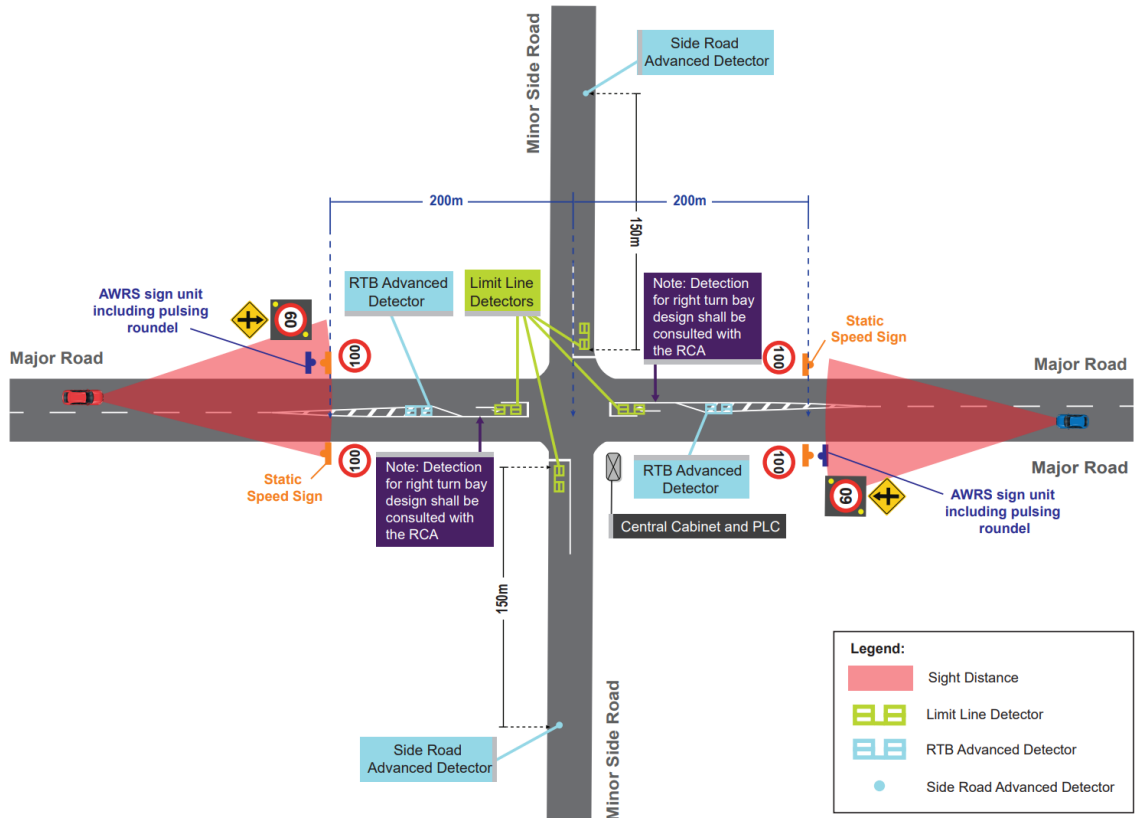 Minor Side Road
Side Road
Advanced Detector
200m
200m
150m
AWRS sign unit
including pulsing
roundel
60
RTB Advanced
Detector
Limit Line
Detectors
Note: Detection
for right turn bay
design shall be
consulted with
the RCA
Static
Speed Sign
100
100
Major Road
Major Road
100
Static
Speed Sign
Note: Detection
for right turn bay
design shall be
consulted with
the RCA
RTB Advanced
Detector
100
60
Major Road
AWRS sign unit
including pulsing
roundel
Central Cabinet and PLC
150m
Side Road
Advanced Detector
Minor Side Road
Legend:
Sight Distance
Limit Line Detector
RTB Advanced Detector
Side Road Advanced Detector